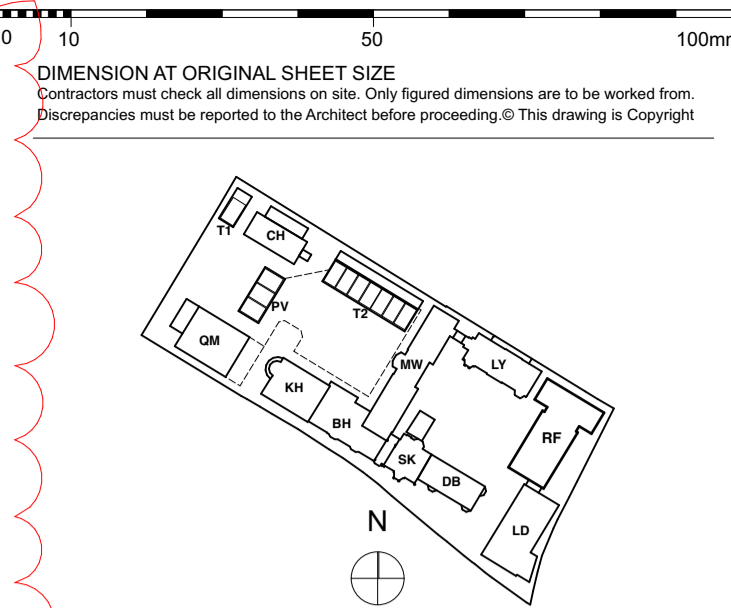 0 10 50 100mm
DIMENSION AT ORIGINAL SHEET SIZE
Contractors must check all dimensions on site. Only figured dimensions are to be worked from.
Discrepancies must be reported to the Architect before proceeding.© This drawing is Copyright
T1
CH
PV
T2
QM
MW
LY
KH
BH
RF
SK
DB
LD
N